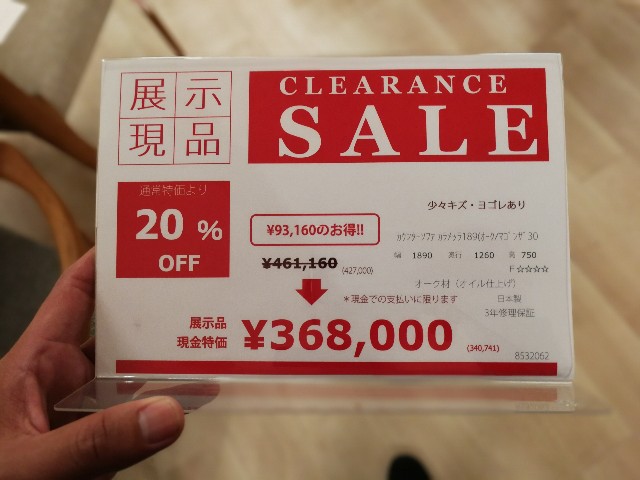 展示
現品
CLEARANCE
SALE
通常特価より
20 %
OFF
少々キズ・ヨゴレあり
¥93,160のお得!!
¥461,160 (427,000)
幅 1890 奥行 1260 高 750
F☆☆☆☆
オーク材（オイル仕上げ）
*現金での支払いに限ります
日本製
3年修理保証
展示品
現金特価 ¥368,000 (340,741)
8532062